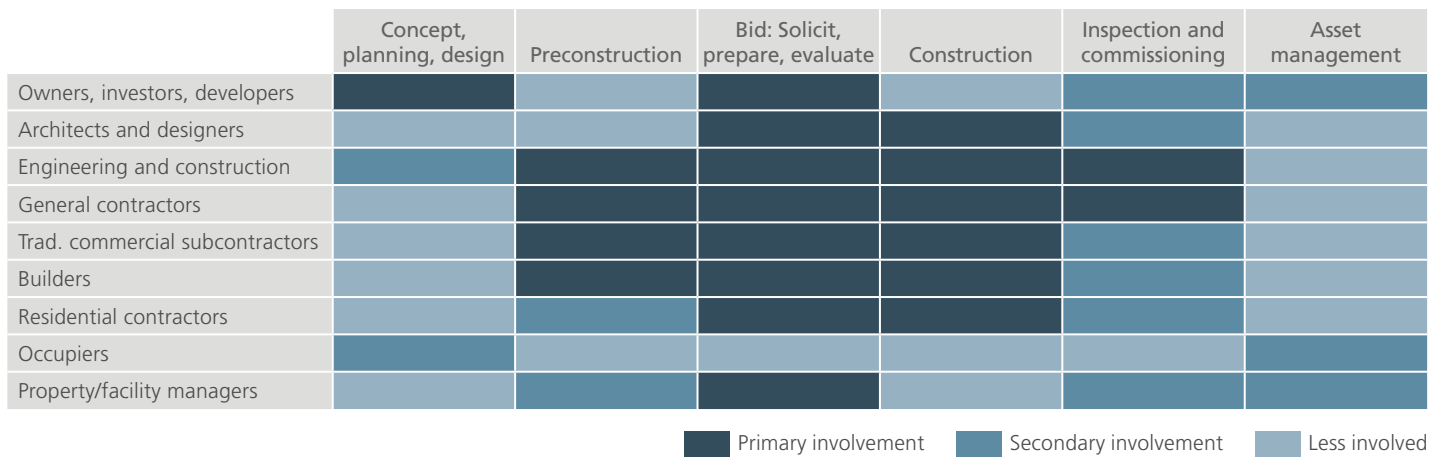 Concept,
planning, design
Preconstruction
Bid: Solicit,
prepare, evaluate
Construction
Inspection and
commissioning
Asset
management
Owners, investors, developers
Architects and designers
Engineering and construction
General contractors
Trad. commercial subcontractors
Builders
Residential contractors
Occupiers
Property/facility managers
Primary involvement
Secondary involvement
Less involved